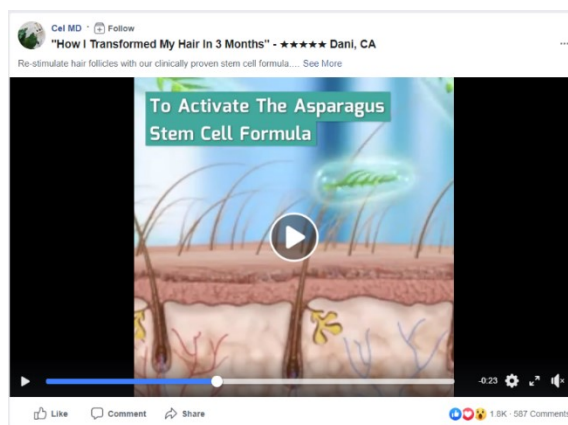 Cel MD · Follow
"How I Transformed My Hair In 3 Months" - ★★★★★ Dani, CA
Re-stimulate hair follicles with our clinically proven stem cell formula.... See More
To Activate The Asparagus
Stem Cell Formula
-0:23
Like Comment Share 1.8K · 587 Comments